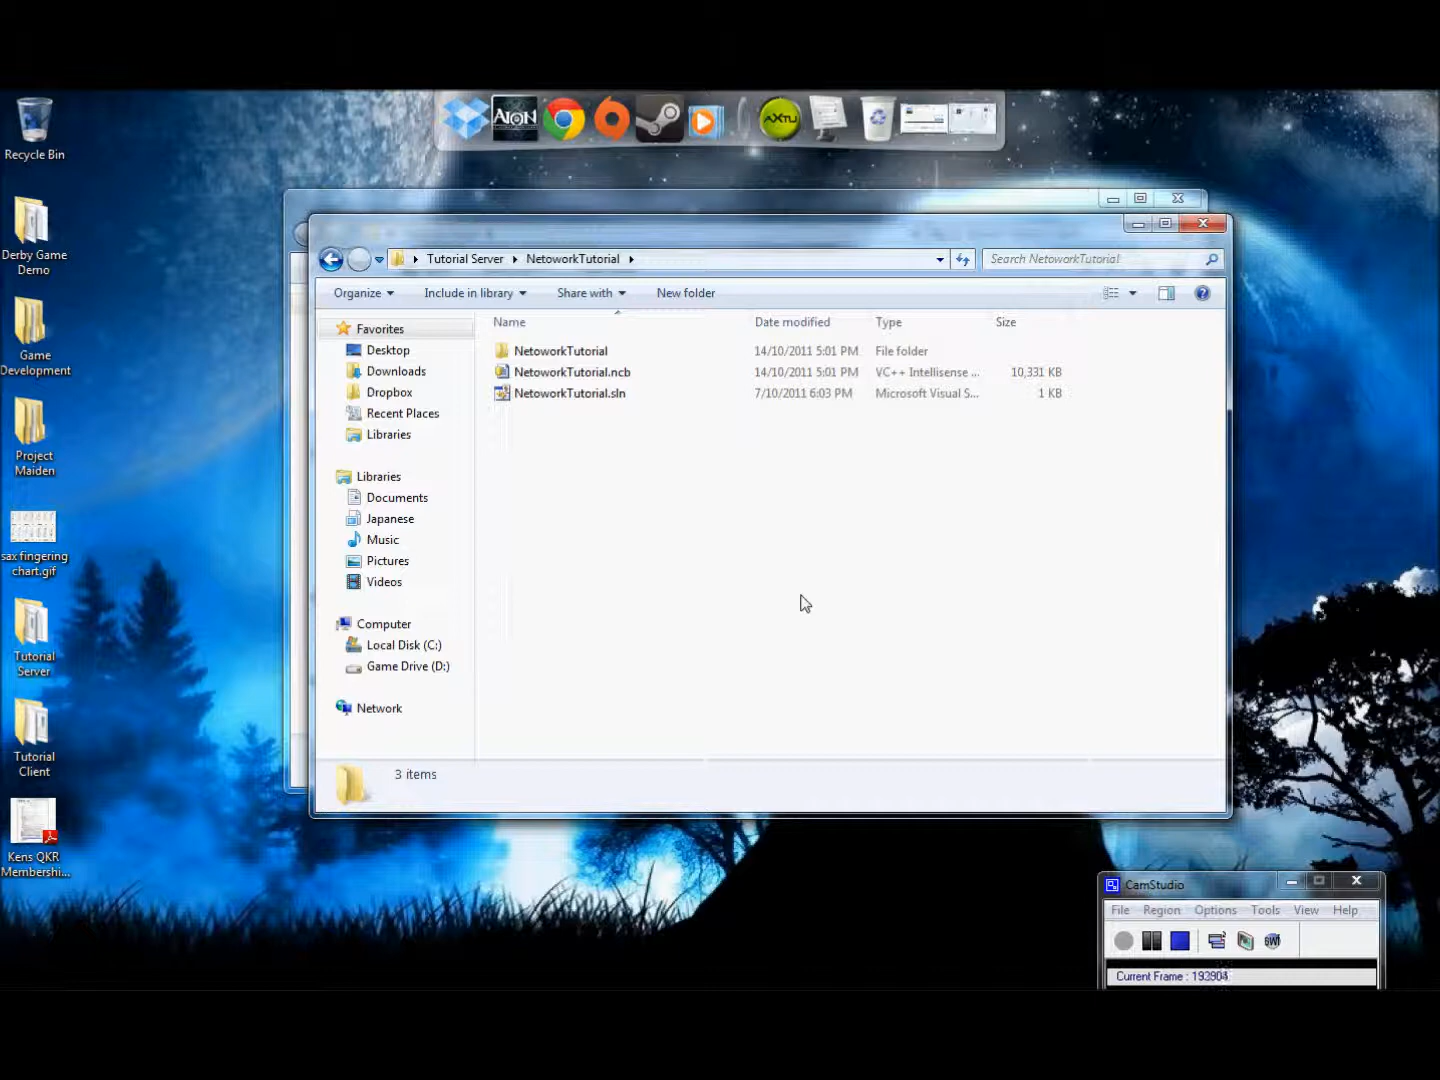 AION
AXTU
Recycle Bin
Derby Game
Demo
Game
Development
Project
Maiden
sax fingering
chart.gif
Tutorial
Server
Tutorial
Client
Kens QKR
Membershi...
Tutorial Server NetoworkTutorial
Search NetoworkTutorial
Organize Include in library Share with New folder
Name Date modified Type Size
NetoworkTutorial 14/10/2011 5:01 PM File folder
NetoworkTutorial.ncb 14/10/2011 5:01 PM VC++ Intellisense ... 10,331 KB
NetoworkTutorial.sln 7/10/2011 6:03 PM Microsoft Visual S... 1 KB
Favorites
Desktop
Downloads
Dropbox
Recent Places
Libraries
Libraries
Documents
Japanese
Music
Pictures
Videos
Computer
Local Disk (C:)
Game Drive (D:)
Network
3 items
CamStudio
File Region Options Tools View Help
SWF
Current Frame : 193904